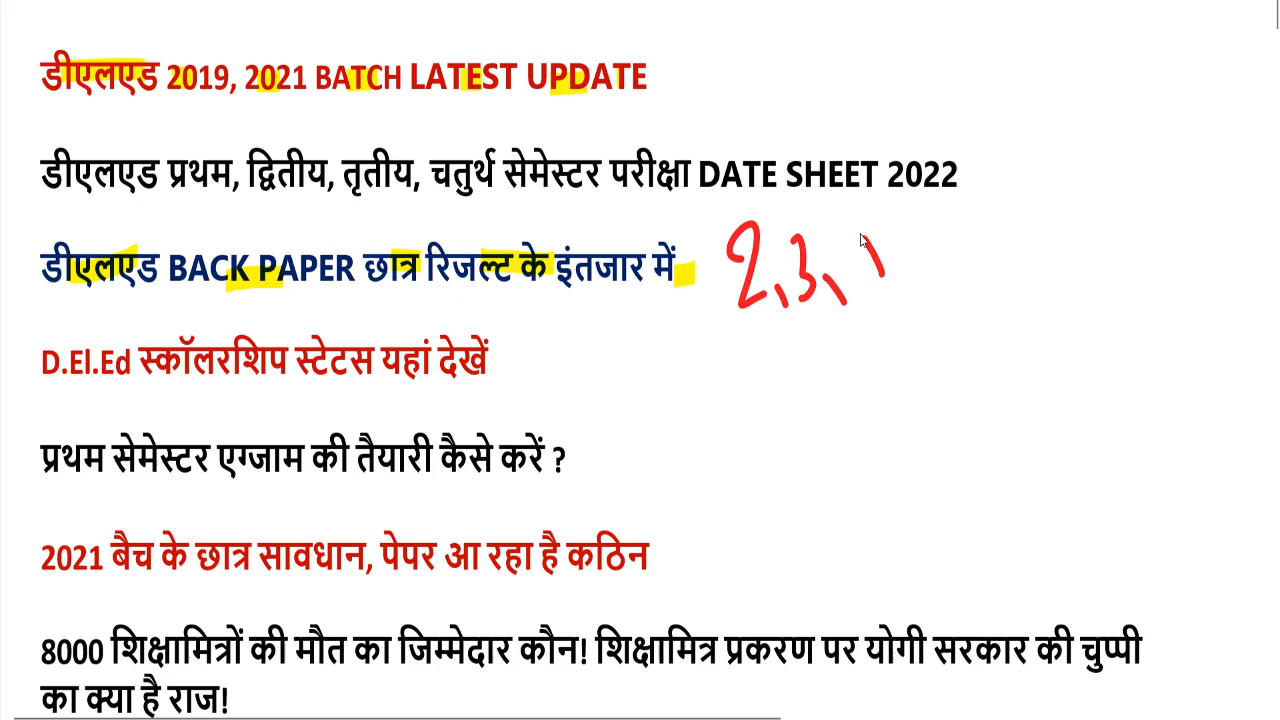 डीएलएड 2019, 2021 BATCH LATEST UPDATE
डीएलएड प्रथम, द्वितीय, तृतीय, चतुर्थ सेमेस्टर परीक्षा DATE SHEET 2022
डीएलएड BACK PAPER छात्र रिजल्ट के इंतजार में 2,3,
D.El.Ed स्कॉलरशिप स्टेटस यहां देखें
प्रथम सेमेस्टर एग्जाम की तैयारी कैसे करें ?
2021 बैच के छात्र सावधान, पेपर आ रहा है कठिन
8000 शिक्षामित्रों की मौत का जिम्मेदार कौन! शिक्षामित्र प्रकरण पर योगी सरकार की चुप्पी
का क्या है राज!